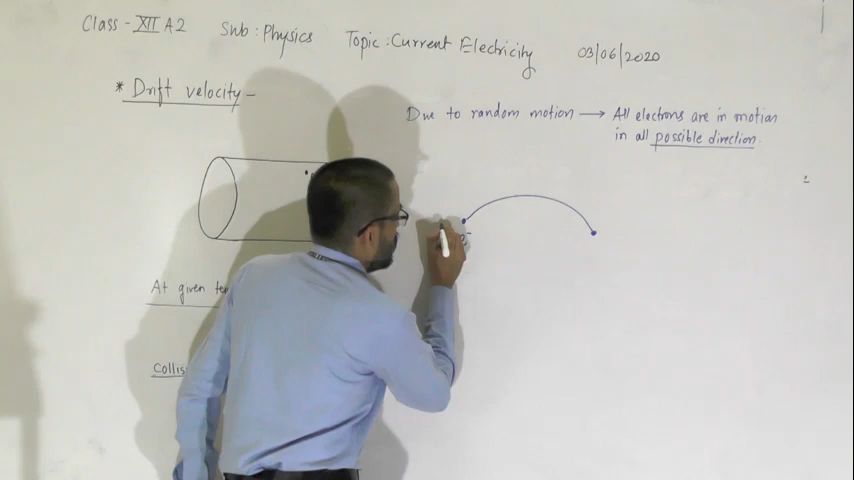 Class - XII A2 Sub : Physics Topic : Current Electricity 03/06/2020
* Drift velocity -
Due to random motion → All electrons are in motion
in all possible direction.
e⁻
At given
Collis